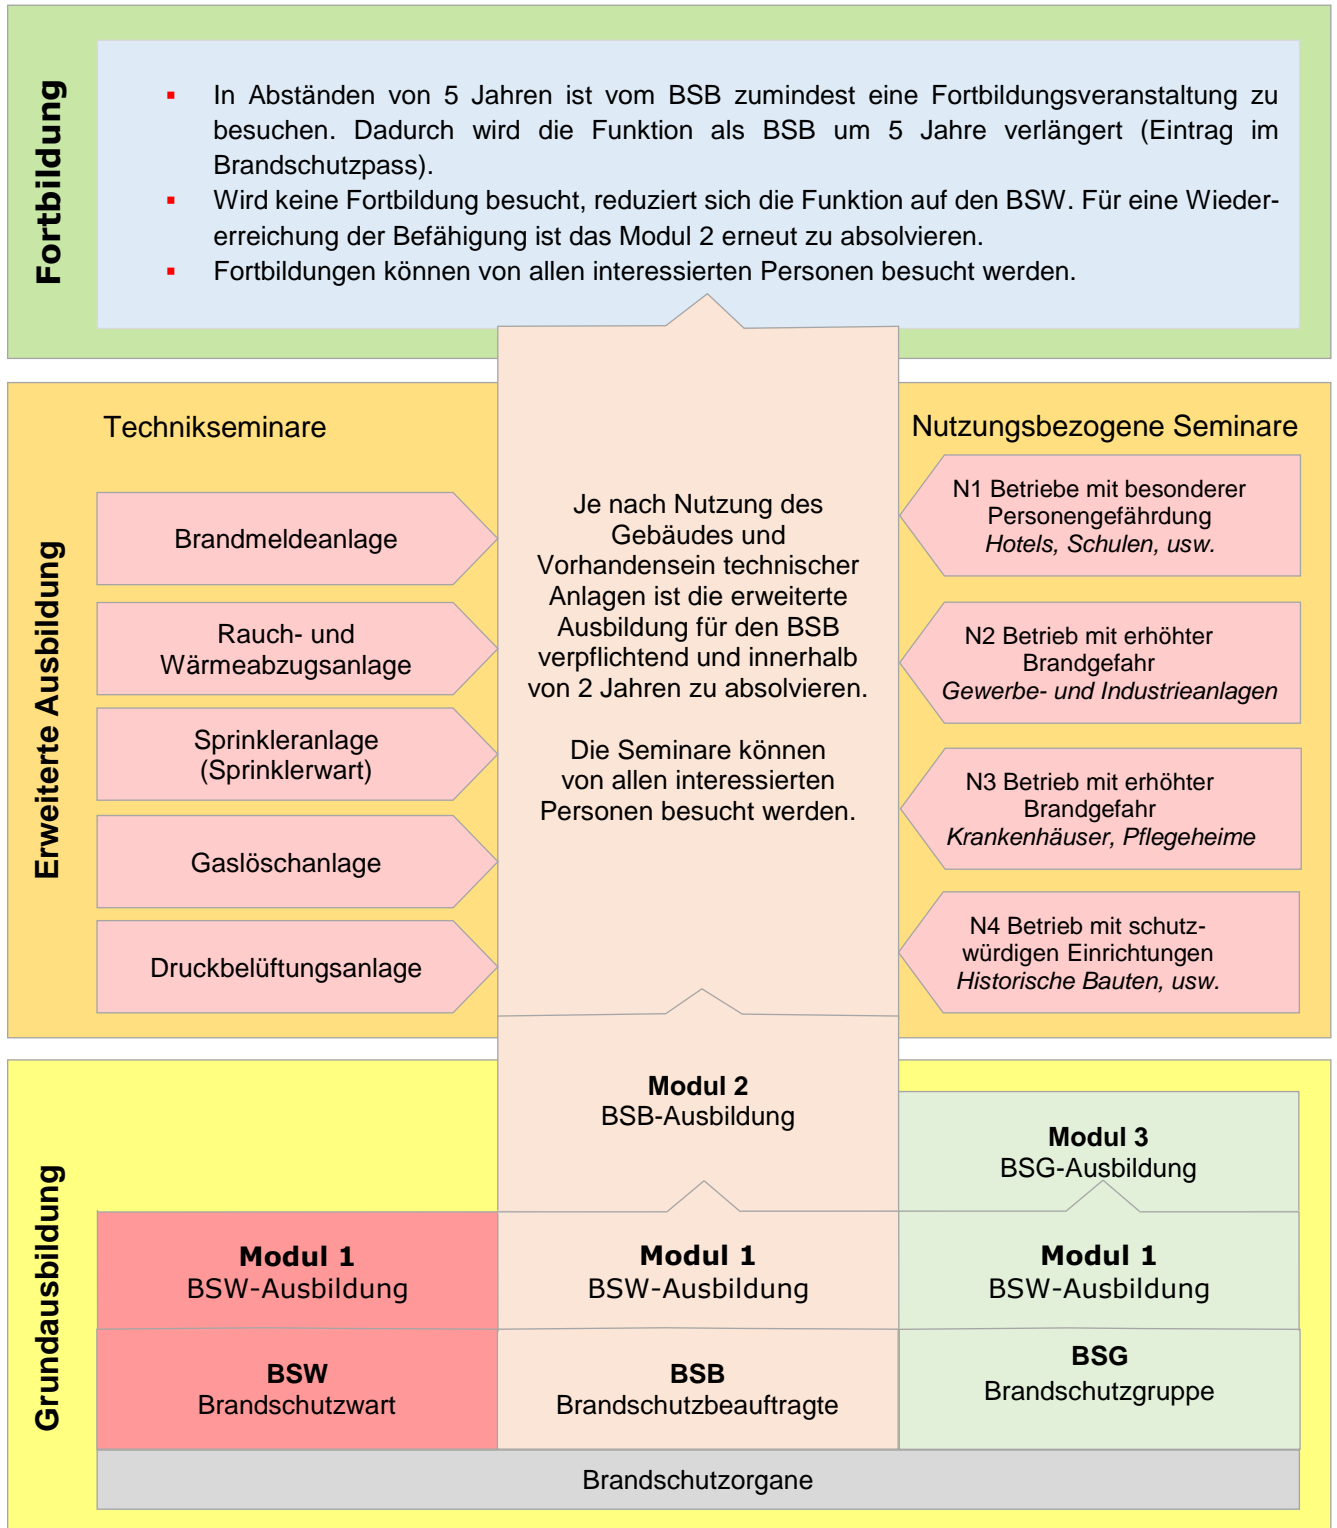 Fortbildung
▪ In Abständen von 5 Jahren ist vom BSB zumindest eine Fortbildungsveranstaltung zu
besuchen. Dadurch wird die Funktion als BSB um 5 Jahre verlängert (Eintrag im
Brandschutzpass).
▪ Wird keine Fortbildung besucht, reduziert sich die Funktion auf den BSW. Für eine Wieder-
erreichung der Befähigung ist das Modul 2 erneut zu absolvieren.
▪ Fortbildungen können von allen interessierten Personen besucht werden.
Erweiterte Ausbildung
Technikseminare
Brandmeldeanlage
Rauch- und
Wärmeabzugsanlage
Sprinkleranlage
(Sprinklerwart)
Gaslöschanlage
Druckbelüftungsanlage
Je nach Nutzung des
Gebäudes und
Vorhandensein technischer
Anlagen ist die erweiterte
Ausbildung für den BSB
verpflichtend und innerhalb
von 2 Jahren zu absolvieren.
Die Seminare können
von allen interessierten
Personen besucht werden.
Nutzungsbezogene Seminare
N1 Betriebe mit besonderer
Personengefährdung
Hotels, Schulen, usw.
N2 Betrieb mit erhöhter
Brandgefahr
Gewerbe- und Industrieanlagen
N3 Betrieb mit erhöhter
Brandgefahr
Krankenhäuser, Pflegeheime
N4 Betrieb mit schutz-
würdigen Einrichtungen
Historische Bauten, usw.
Grundausbildung
Modul 2
BSB-Ausbildung
Modul 3
BSG-Ausbildung
Modul 1
BSW-Ausbildung
Modul 1
BSW-Ausbildung
Modul 1
BSW-Ausbildung
BSW
Brandschutzwart
BSB
Brandschutzbeauftragte
BSG
Brandschutzgruppe
Brandschutzorgane